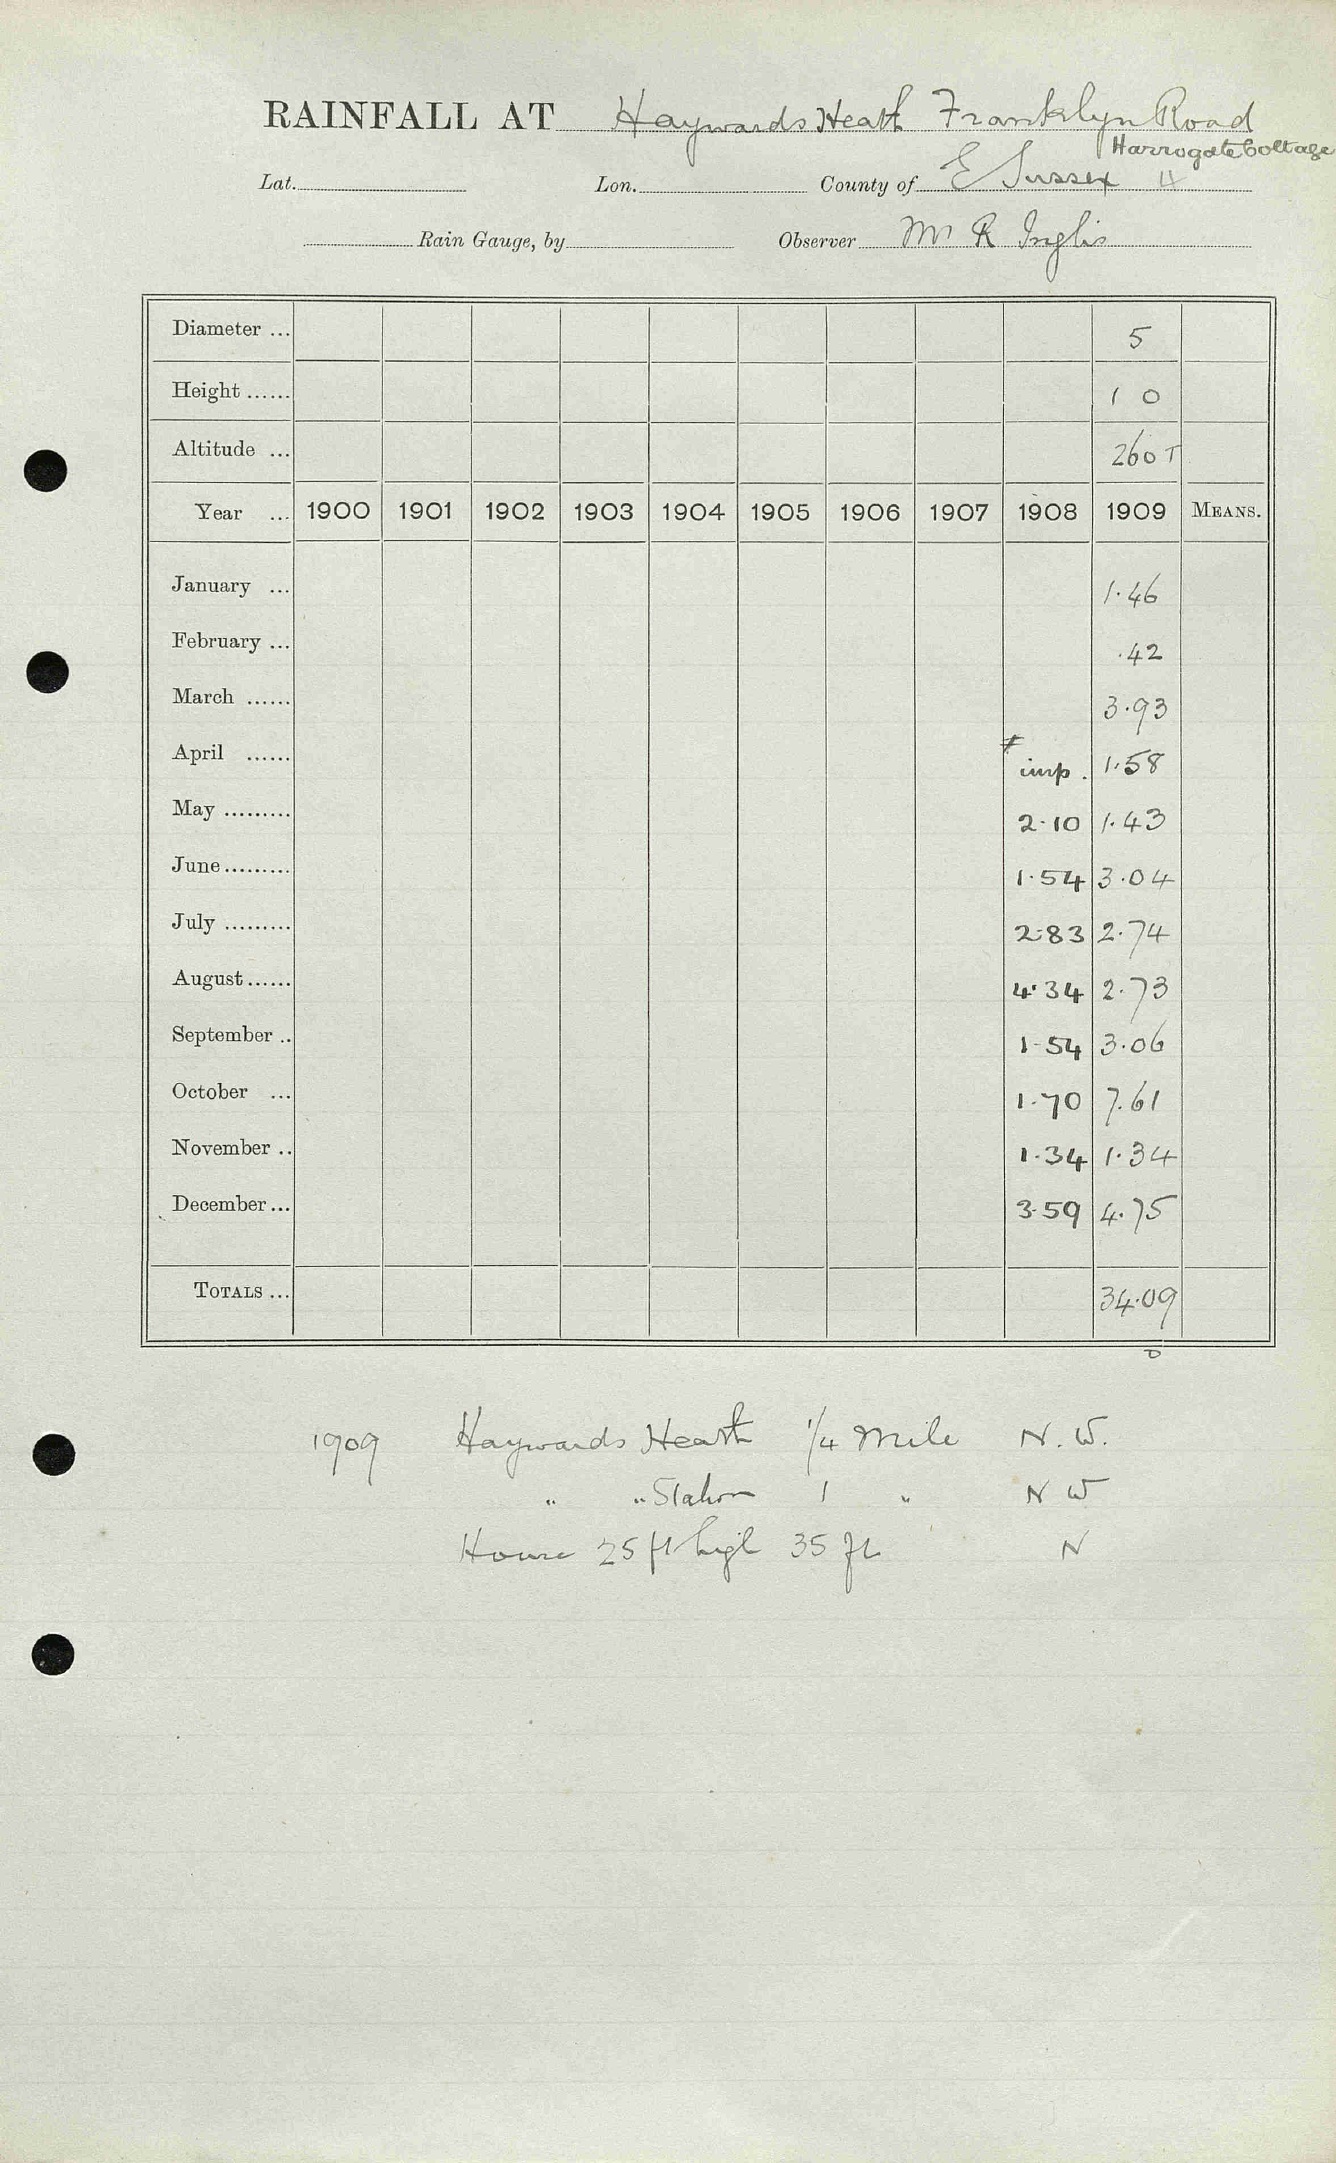 RAINFALL AT Haywards Heath Franklyn Road
Harrogate Cottage
Lat. Lon. County of E Sussex 4
Rain Gauge, by Observer Mr R Inglis
Diameter ... 5
Height ...... 1 0
Altitude ... 260 T
Year ... 1900 1901 1902 1903 1904 1905 1906 1907 1908 1909 MEANS.
January ... 1.46
February ... .42
March ...... 3.93
April ...... imp. 1.58
May ......... 2.10 1.43
June ......... 1.54 3.04
July ......... 2.83 2.74
August ...... 4.34 2.73
September .. 1.54 3.06
October ... 1.70 7.61
November .. 1.34 1.34
December ... 3.59 4.75
TOTALS ... 34.09
D
1909 Haywards Heath 1/4 Mile N. W.
" " Station 1 " N W
House 25 ft high 35 ft N